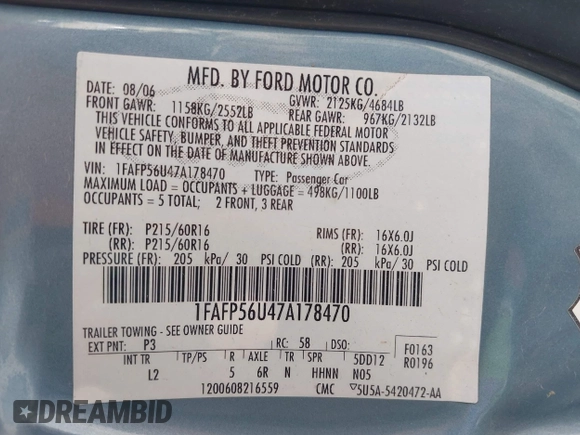 MFD. BY FORD MOTOR CO.
DATE: 08/06 GVWR: 2125KG/4684LB
FRONT GAWR: 1158KG/2552LB REAR GAWR: 967KG/2132LB
THIS VEHICLE CONFORMS TO ALL APPLICABLE FEDERAL MOTOR
VEHICLE SAFETY, BUMPER, AND THEFT PREVENTION STANDARDS
IN EFFECT ON THE DATE OF MANUFACTURE SHOWN ABOVE.
VIN: 1FAFP56U47A178470 TYPE: Passenger Car
MAXIMUM LOAD = OCCUPANTS + LUGGAGE = 498KG/1100LB
OCCUPANTS = 5 TOTAL; 2 FRONT, 3 REAR
TIRE (FR): P215/60R16 RIMS (FR): 16X6.0J
(RR): P215/60R16 (RR): 16X6.0J
PRESSURE (FR): 205 kPa/ 30 PSI COLD (RR): 205 kPa/ 30 PSI COLD
1FAFP56U47A178470
TRAILER TOWING - SEE OWNER GUIDE
EXT PNT: P3 RC: 58 DSO: F0163
INT TR TP/PS R AXLE TR SPR 5DD12 R0196
L2 5 6R N HHNN N05
1200608216559 CMC 5U5A-5420472-AA
DREAMBID